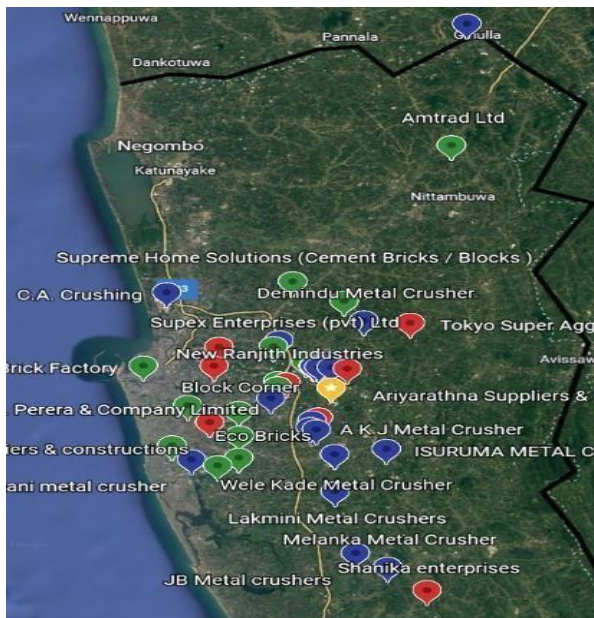 Wennappuwa
Pannala
Giriulla
Dankotuwa
Amtrad Ltd
Negombo
Katunayake
Nittambuwa
Supreme Home Solutions (Cement Bricks / Blocks )
C.A. Crushing
3
Demindu Metal Crusher
Supex Enterprises (pvt) Ltd
Tokyo Super Agg
New Ranjith Industries
Avissaw
Brick Factory
Block Corner
Ariyarathna Suppliers &
. Perera & Company Limited
Eco Bricks
A K J Metal Crusher
iers & constructions
ISURUMA METAL C
ani metal crusher
Wele Kade Metal Crusher
Lakmini Metal Crushers
Melanka Metal Crusher
Shanika enterprises
JB Metal crushers